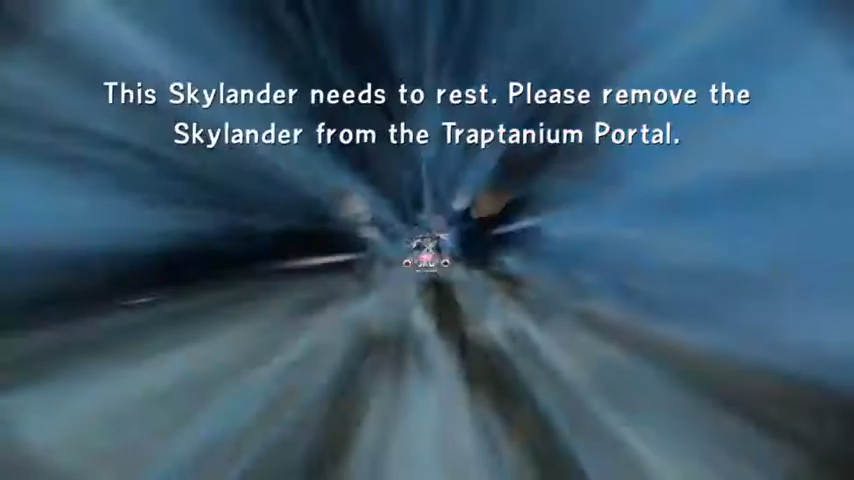 This Skylander needs to rest. Please remove the
Skylander from the Traptanium Portal.